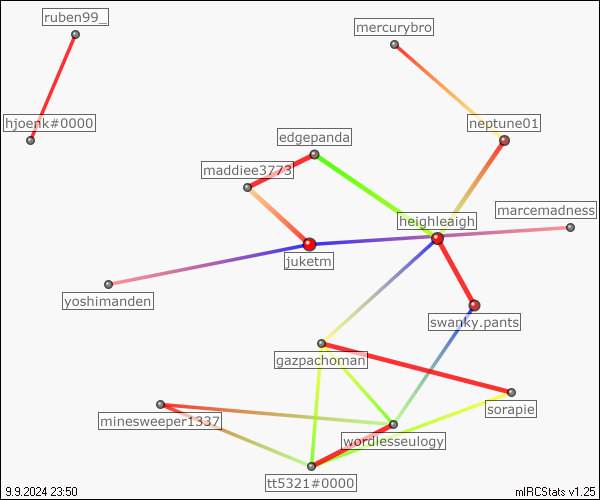 ruben99_
mercurybro
hjoerk#0000
neptune01
edgepanda
maddiee3773
marcemadness
heighleaigh
juketm
yoshimanden
swanky.pants
gazpachoman
sorapie
minesweeper1337
wordlesseulogy
tt5321#0000
9.9.2024 23:50
mIRCStats v1.25